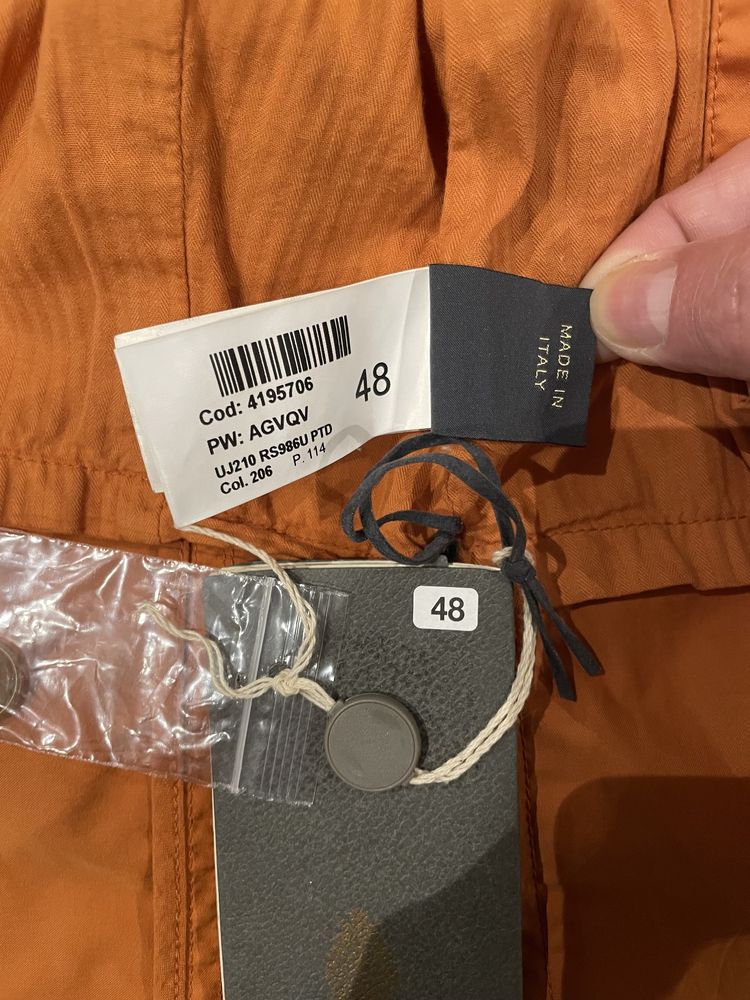 Cod: 4195706
48
PW: AGVQV
UJ210 RS986U PTD
Col. 206 P. 114
MADE IN
ITALY
48